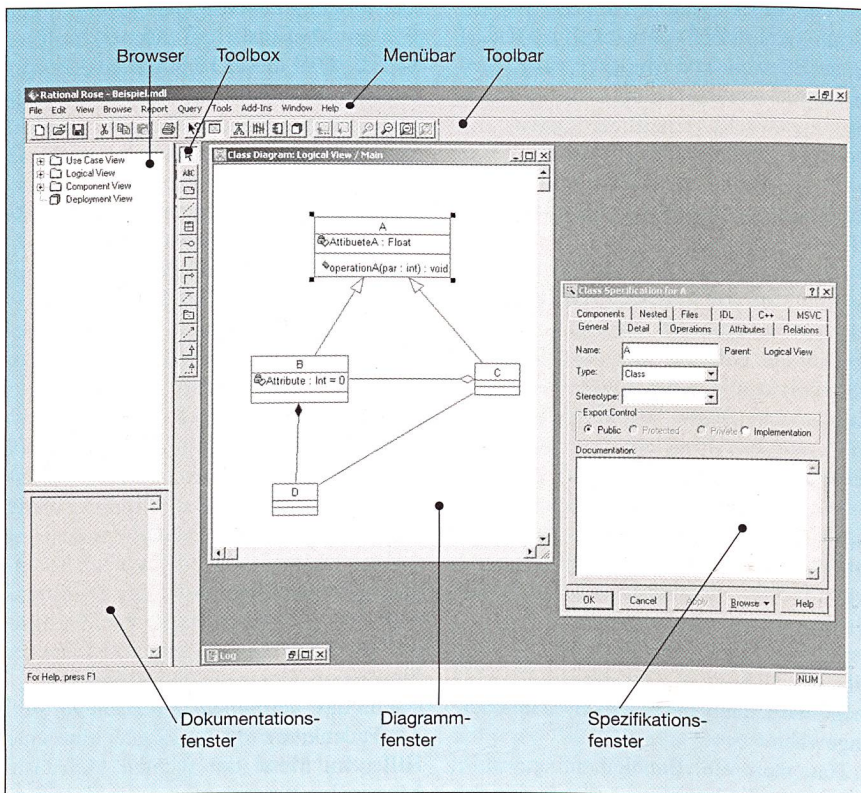 Browser Toolbox Menübar Toolbar
Rational Rose - Beispiel.mdl
File Edit View Browse Report Query Tools Add-Ins Window Help
Use Case View
Logical View
Component View
Deployment View
ABC
Class Diagram: Logical View / Main
A
AttibueteA : Float
operationA(par : int) : void
B
Attribute : Int = 0
C
D
Class Specification for A
Components Nested Files IDL C++ MSVC
General Detail Operations Attributes Relations
Name: A Parent: Logical View
Type: Class
Stereotype:
Export Control
Public Protected Private Implementation
Documentation:
OK Cancel Apply Browse Help
Log
For Help, press F1
NUM
Dokumentations-
fenster
Diagramm-
fenster
Spezifikations-
fenster